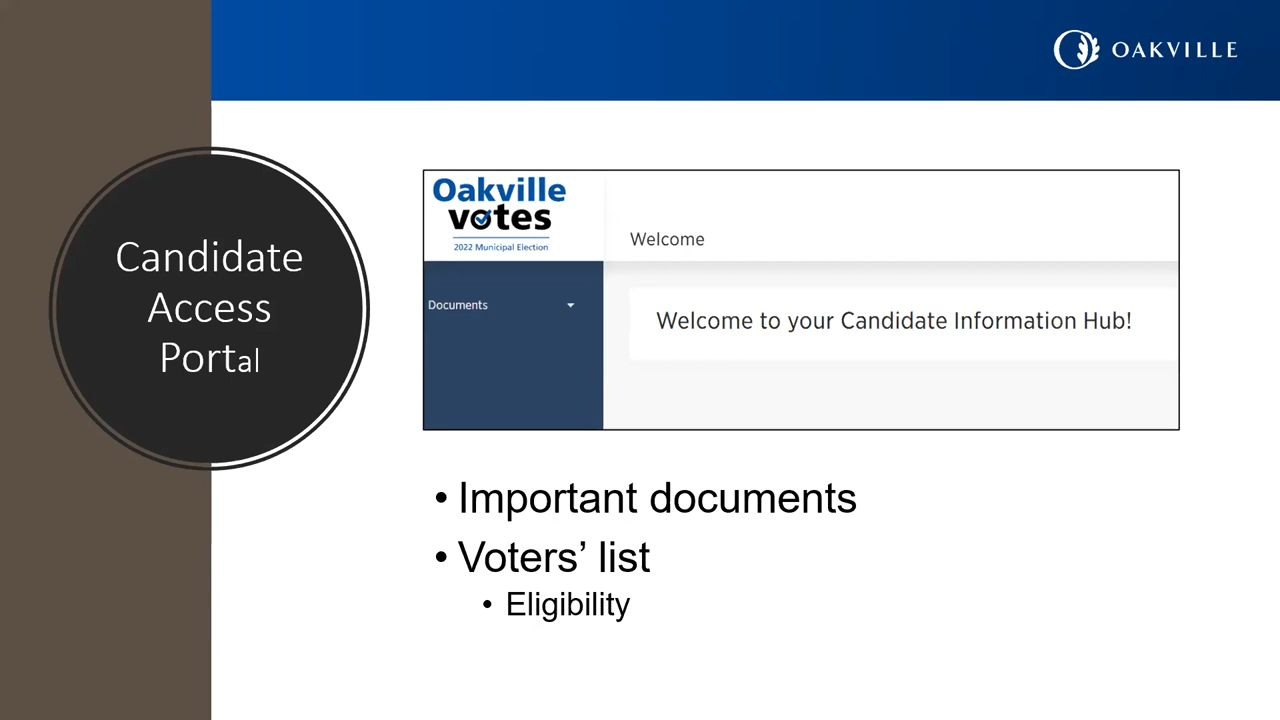 OAKVILLE
Candidate
Access
Portal
Oakville
votes
2022 Municipal Election
Welcome
Documents
Welcome to your Candidate Information Hub!
• Important documents
• Voters’ list
• Eligibility